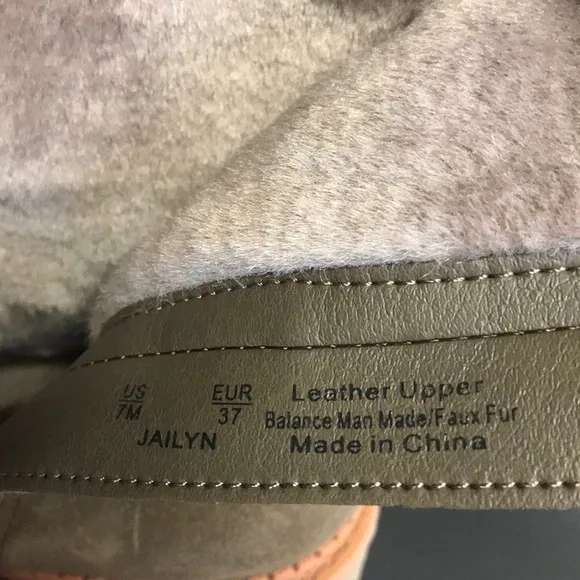 US EUR Leather Upper
7M 37 Balance Man Made/Faux Fur
JAILYN Made in China